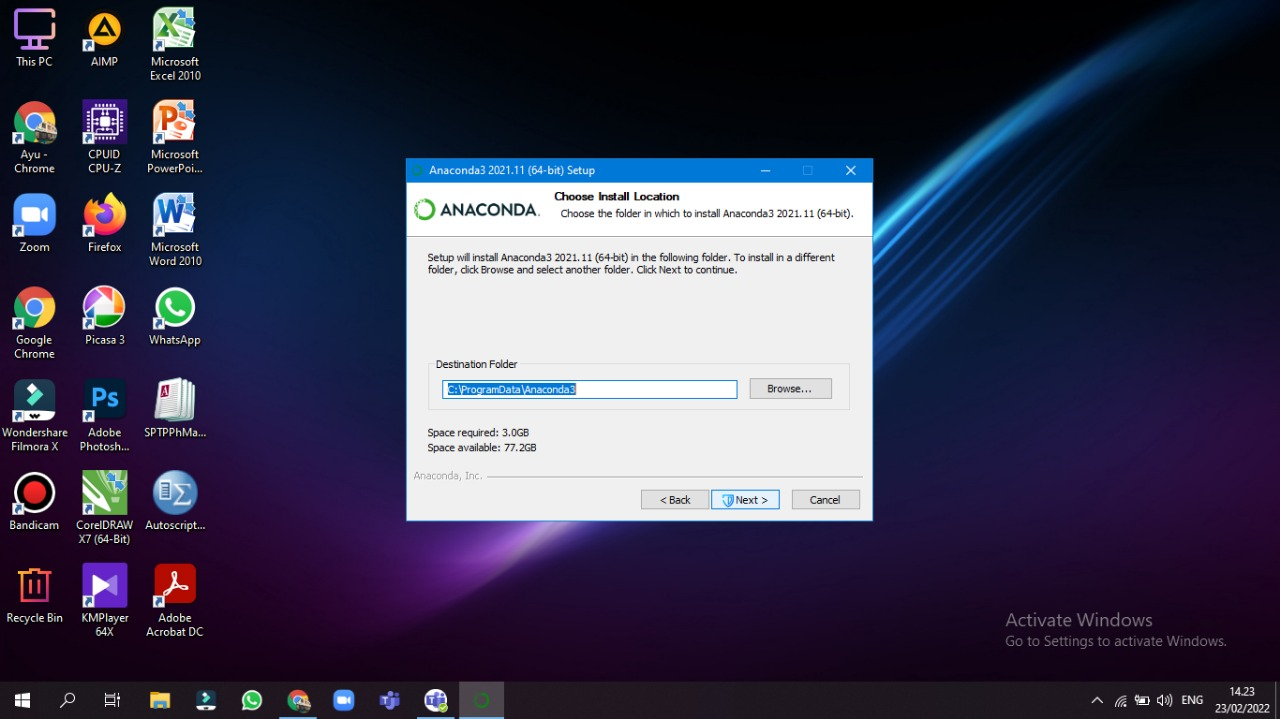 This PC
AIMP
Microsoft
Excel 2010
Ayu -
Chrome
CPUID
CPU-Z
Microsoft
PowerPoi...
Zoom
Firefox
Microsoft
Word 2010
Google
Chrome
Picasa 3
WhatsApp
Wondershare
Filmora X
Adobe
Photosh...
SPTPPhMa...
Bandicam
CorelDRAW
X7 (64-Bit)
Autoscript...
Recycle Bin
KMPlayer
64X
Adobe
Acrobat DC
Anaconda3 2021.11 (64-bit) Setup
ANACONDA.
Choose Install Location
Choose the folder in which to install Anaconda3 2021.11 (64-bit).
Setup will install Anaconda3 2021.11 (64-bit) in the following folder. To install in a different
folder, click Browse and select another folder. Click Next to continue.
Destination Folder
C:\ProgramData\Anaconda3
Browse...
Space required: 3.0GB
Space available: 77.2GB
Anaconda, Inc.
< Back
Next >
Cancel
Activate Windows
Go to Settings to activate Windows.
ENG
14.23
23/02/2022